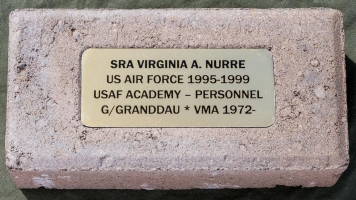 SRA VIRGINIA A. NURRE
US AIR FORCE 1995-1999
USAF ACADEMY – PERSONNEL
G/GRANDDAU * VMA 1972-